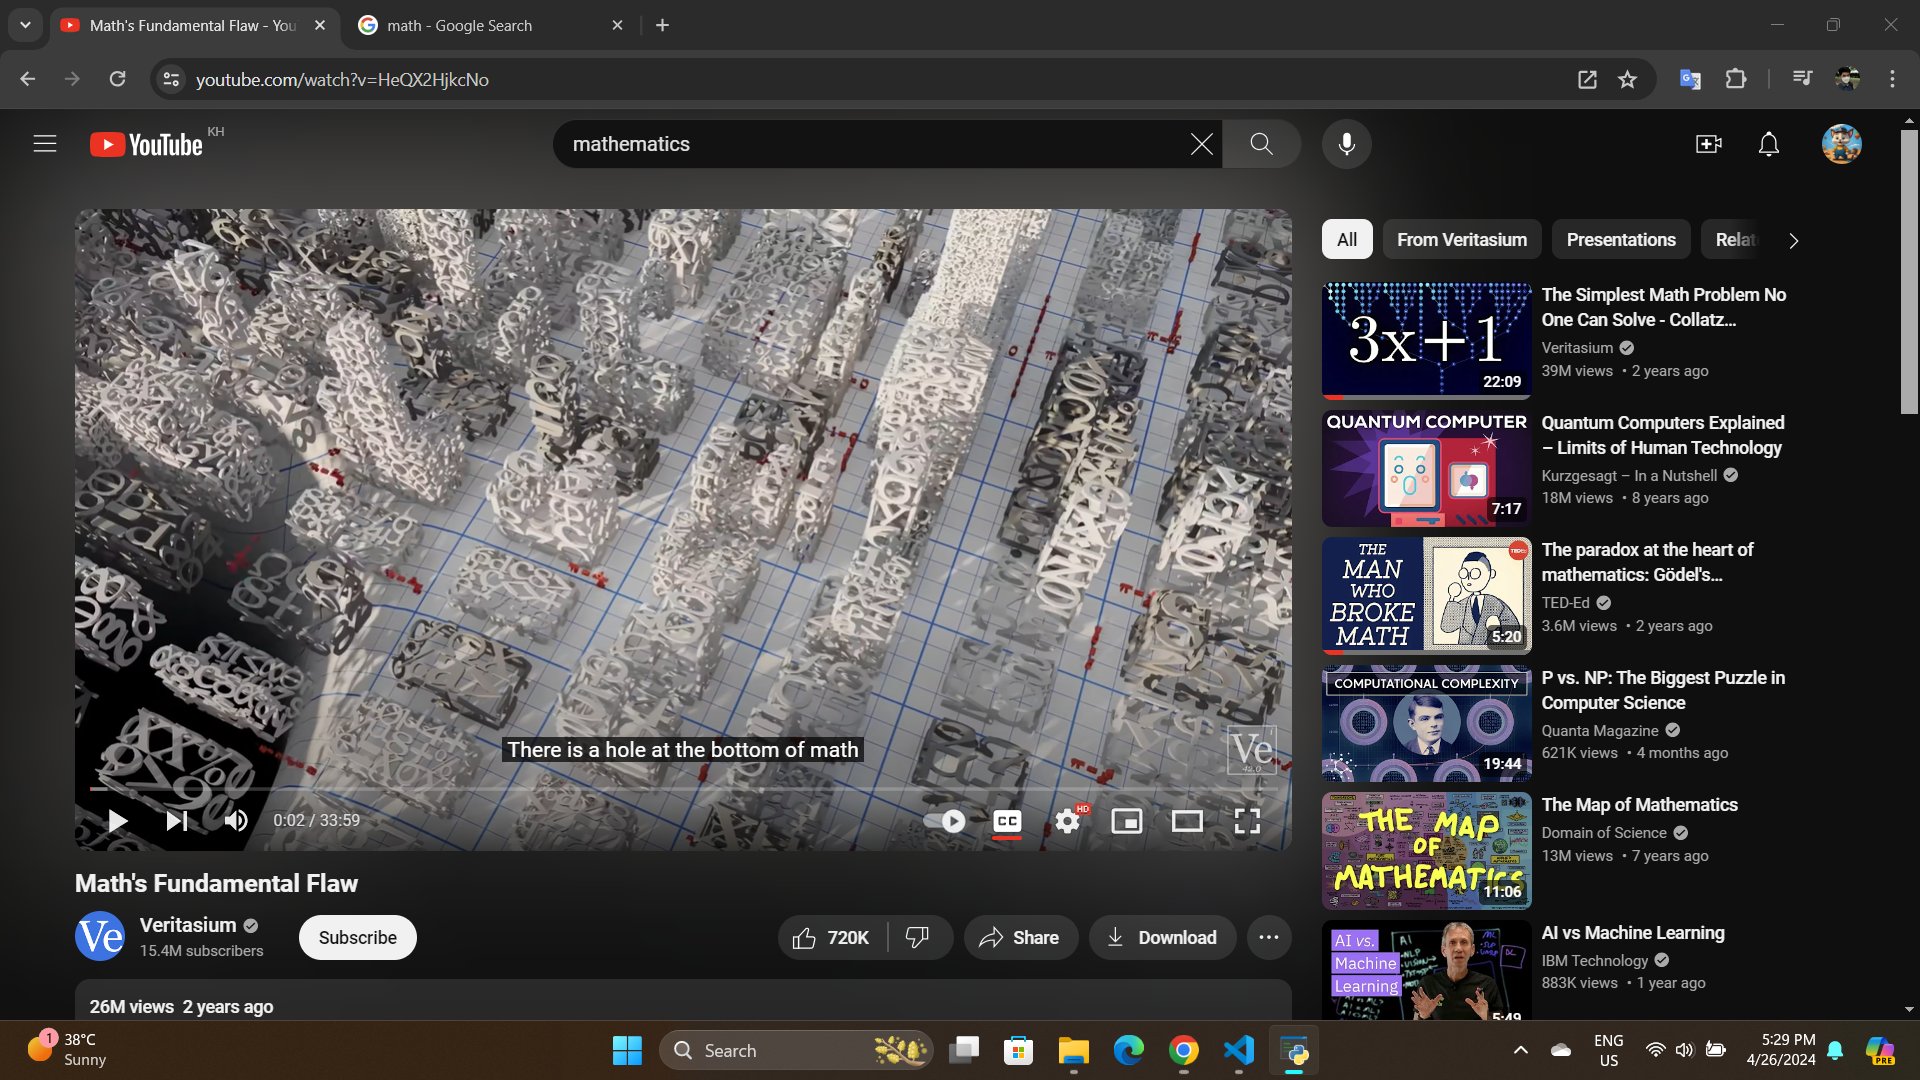 Math's Fundamental Flaw - You
math - Google Search
youtube.com/watch?v=HeQX2HjkcNo
YouTube KH
mathematics
All
From Veritasium
Presentations
Relat
There is a hole at the bottom of math
Ve
42.0
0:02 / 33:59
CC
HD
Math's Fundamental Flaw
Ve
Veritasium
15.4M subscribers
Subscribe
720K
Share
Download
26M views 2 years ago
3x+1
22:09
The Simplest Math Problem No
One Can Solve - Collatz...
Veritasium
39M views • 2 years ago
QUANTUM COMPUTER
7:17
Quantum Computers Explained
– Limits of Human Technology
Kurzgesagt – In a Nutshell
18M views • 8 years ago
THE
MAN
WHO
BROKE
MATH
5:20
The paradox at the heart of
mathematics: Gödel's...
TED-Ed
3.6M views • 2 years ago
COMPUTATIONAL COMPLEXITY
19:44
P vs. NP: The Biggest Puzzle in
Computer Science
Quanta Magazine
621K views • 4 months ago
THE MAP
OF
MATHEMATICS
11:06
The Map of Mathematics
Domain of Science
13M views • 7 years ago
AI vs.
Machine
Learning
5:49
AI vs Machine Learning
IBM Technology
883K views • 1 year ago
1
38°C
Sunny
Search
ENG
US
5:29 PM
4/26/2024
PRE